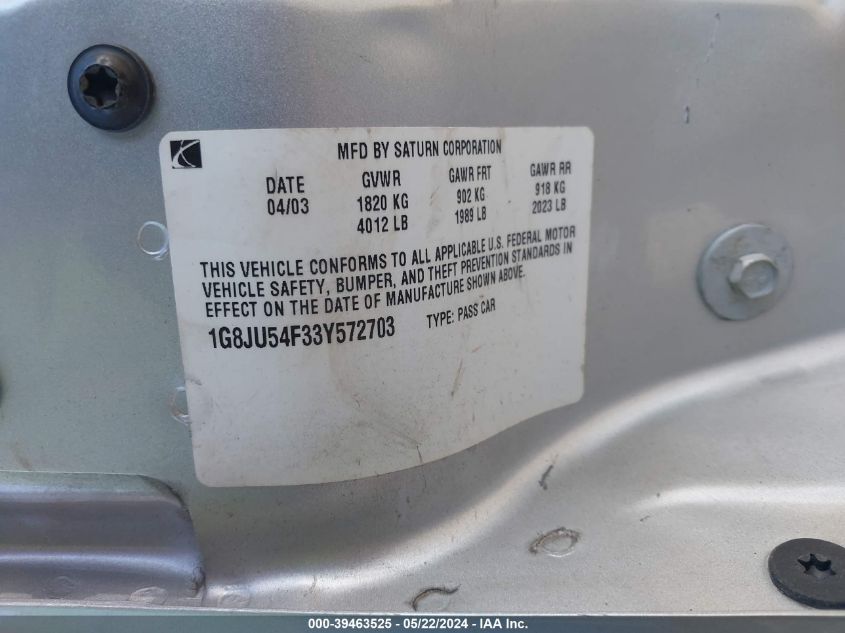 MFD BY SATURN CORPORATION
DATE GVWR GAWR FRT GAWR RR
04/03 1820 KG 902 KG 918 KG
4012 LB 1989 LB 2023 LB
THIS VEHICLE CONFORMS TO ALL APPLICABLE U.S. FEDERAL MOTOR
VEHICLE SAFETY, BUMPER, AND THEFT PREVENTION STANDARDS IN
EFFECT ON THE DATE OF MANUFACTURE SHOWN ABOVE.
1G8JU54F33Y572703 TYPE: PASS CAR
000-39463525 - 05/22/2024 - IAA Inc.